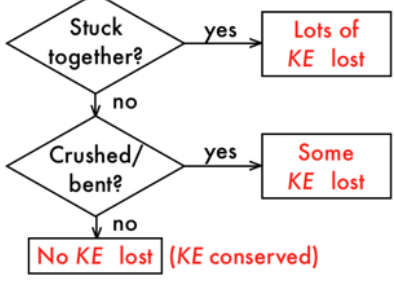 Stuck
together?
yes
Lots of
KE lost
no
Crushed/
bent?
yes
Some
KE lost
no
No KE lost (KE conserved)